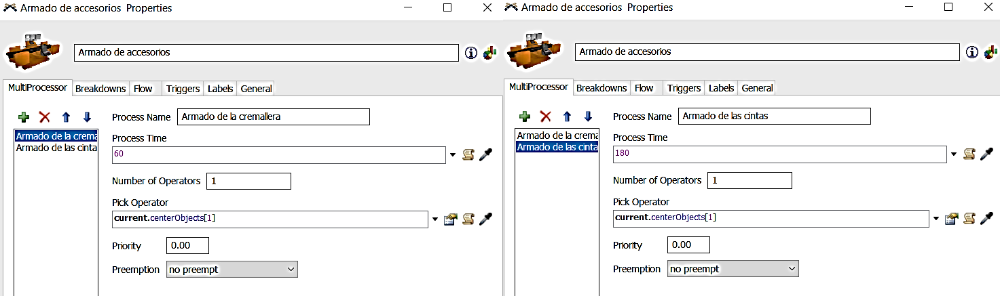 Armado de accesorios Properties
Armado de accesorios
MultiProcessor Breakdowns Flow Triggers Labels General
Process Name Armado de la cremallera
Armado de la crema
Armado de las cinta
Process Time
60
Number of Operators 1
Pick Operator
current.centerObjects[1]
Priority 0.00
Preemption no preempt
Armado de accesorios Properties
Armado de accesorios
MultiProcessor Breakdowns Flow Triggers Labels General
Process Name Armado de las cintas
Armado de la crema
Armado de las cinta
Process Time
180
Number of Operators 1
Pick Operator
current.centerObjects[1]
Priority 0.00
Preemption no preempt